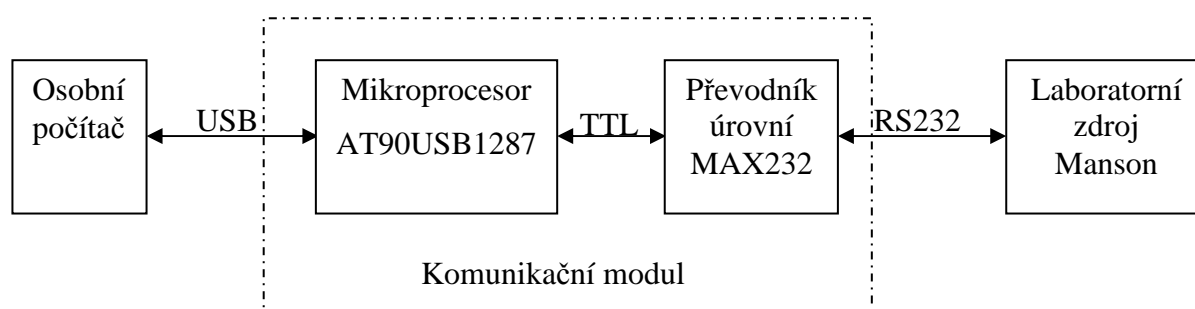 Osobní
počítač
USB
Mikroprocesor
AT90USB1287
TTL
Převodník
úrovní
MAX232
RS232
Laboratorní
zdroj
Manson
Komunikační modul